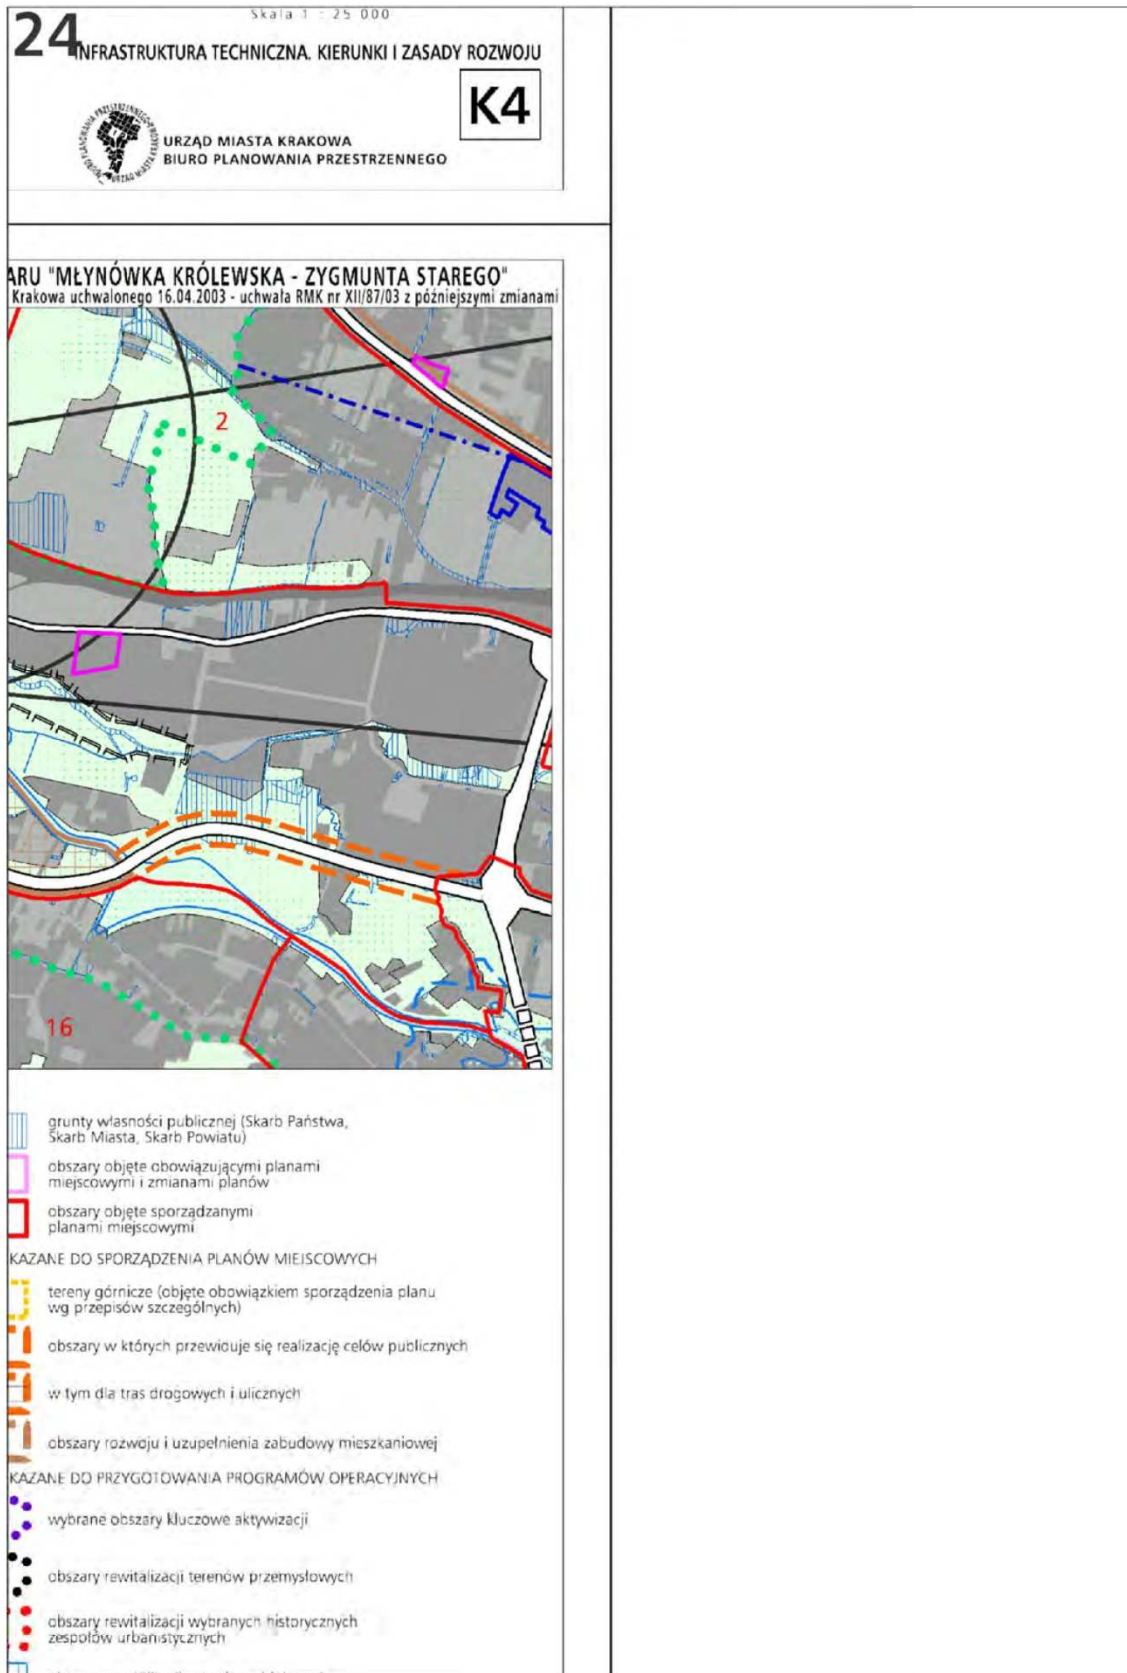 Skala 1 : 25 000
24
INFRASTRUKTURA TECHNICZNA. KIERUNKI I ZASADY ROZWOJU
K4
URZĄD MIASTA KRAKOWA
BIURO PLANOWANIA PRZESTRZENNEGO
ARU "MŁYNÓWKA KRÓLEWSKA - ZYGMUNTA STAREGO"
Krakowa uchwalonego 16.04.2003 - uchwała RMK nr XII/87/03 z późniejszymi zmianami
2
16
grunty własności publicznej (Skarb Państwa,
Skarb Miasta, Skarb Powiatu)
obszary objęte obowiązującymi planami
miejscowymi i zmianami planów
obszary objęte sporządzanymi
planami miejscowymi
KAZANE DO SPORZĄDZENIA PLANÓW MIEJSCOWYCH
tereny górnicze (objęte obowiązkiem sporządzenia planu
wg przepisów szczególnych)
obszary w których przewiduje się realizację celów publicznych
w tym dla tras drogowych i ulicznych
obszary rozwoju i uzupełnienia zabudowy mieszkaniowej
KAZANE DO PRZYGOTOWANIA PROGRAMÓW OPERACYJNYCH
wybrane obszary kluczowe aktywizacji
obszary rewitalizacji terenów przemysłowych
obszary rewitalizacji wybranych historycznych
zespołów urbanistycznych